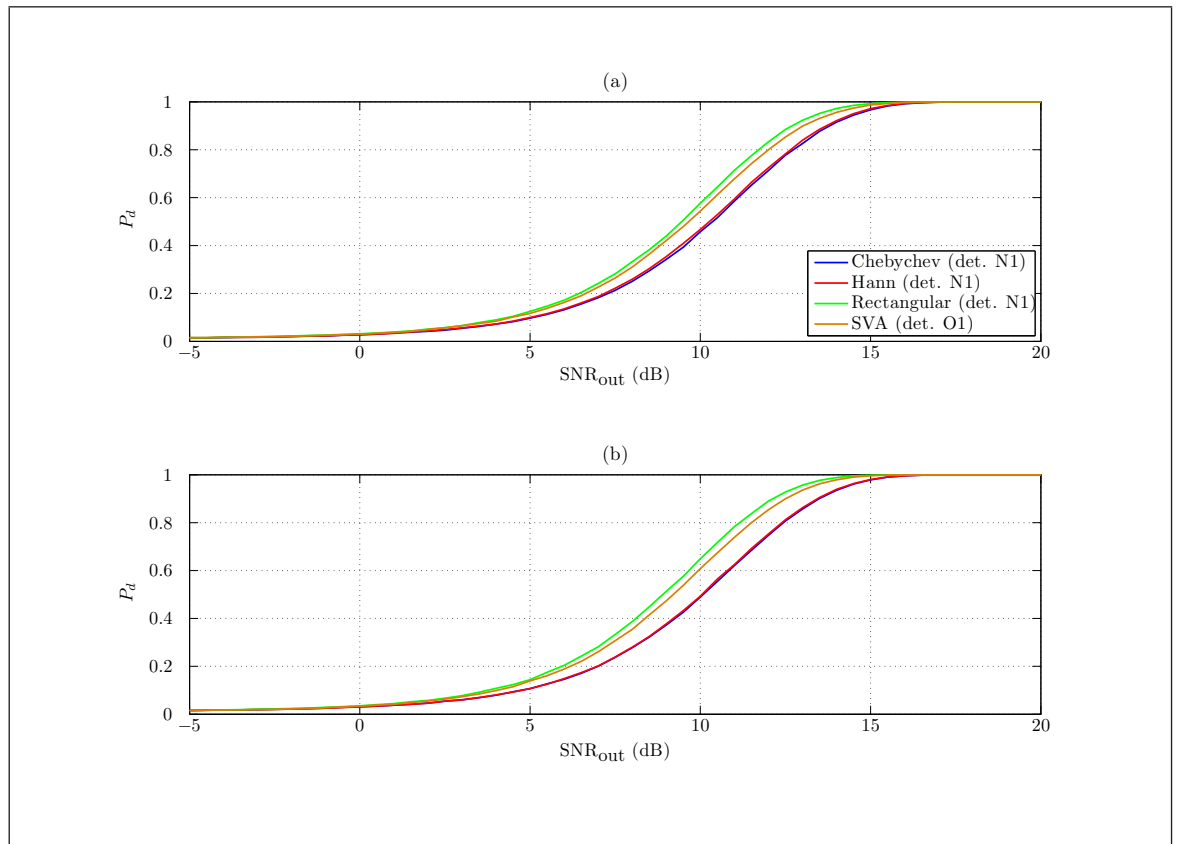 (a)
1
0.8
0.6
0.4
0.2
0
P_d
Chebychev (det. N1)
Hann (det. N1)
Rectangular (det. N1)
SVA (det. O1)
−5 0 5 10 15 20
SNR_out (dB)
(b)
1
0.8
0.6
0.4
0.2
0
P_d
−5 0 5 10 15 20
SNR_out (dB)